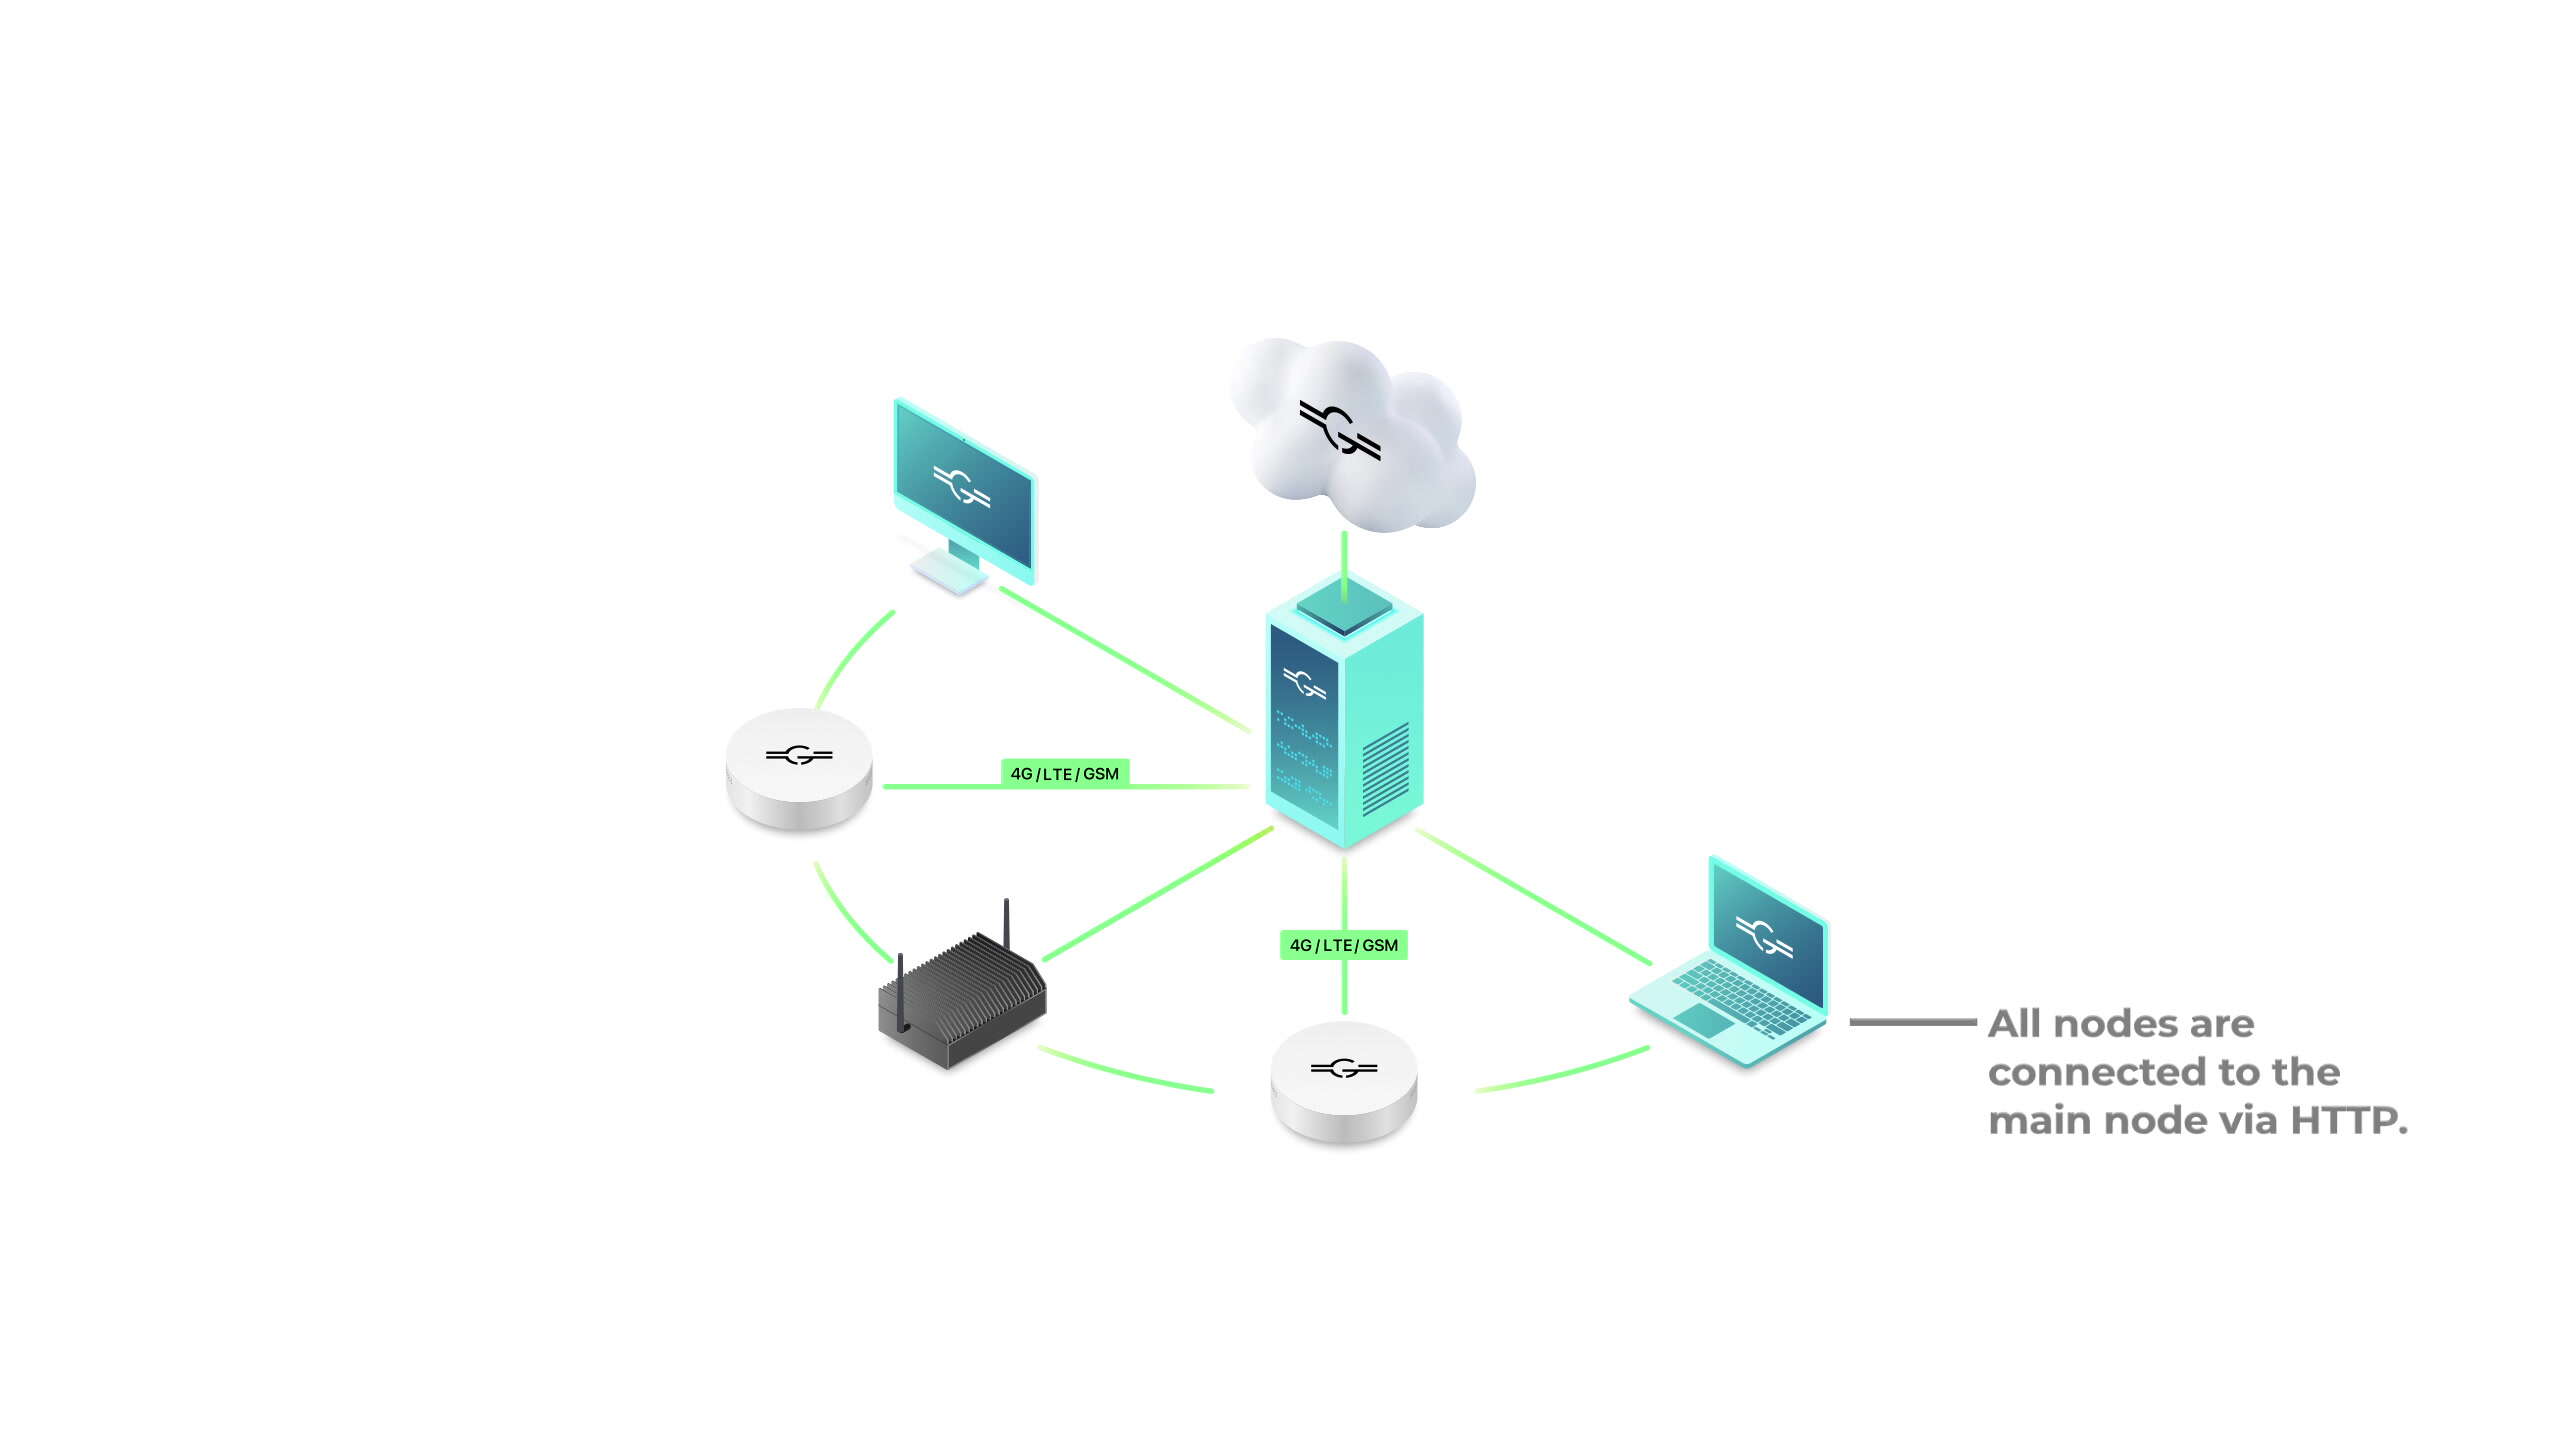 4G / LTE / GSM
4G / LTE / GSM
All nodes are
connected to the
main node via HTTP.